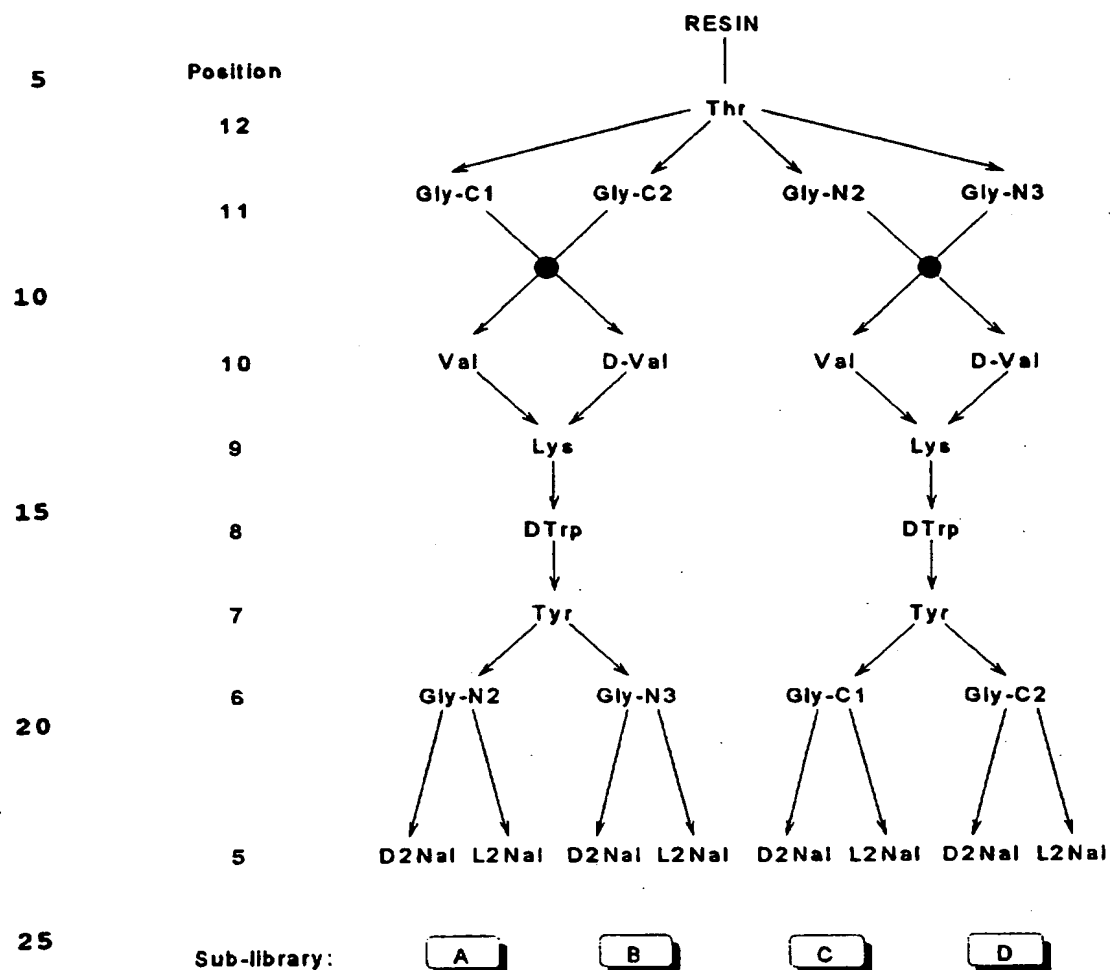 RESIN
5 Position
Thr
12
Gly-C1 Gly-C2 Gly-N2 Gly-N3
11
10
10 Val D-Val Val D-Val
9 Lys Lys
15
8 DTrp DTrp
7 Tyr Tyr
6 Gly-N2 Gly-N3 Gly-C1 Gly-C2
20
5 D2Nal L2Nal D2Nal L2Nal D2Nal L2Nal D2Nal L2Nal
25
Sub-library: A B C D